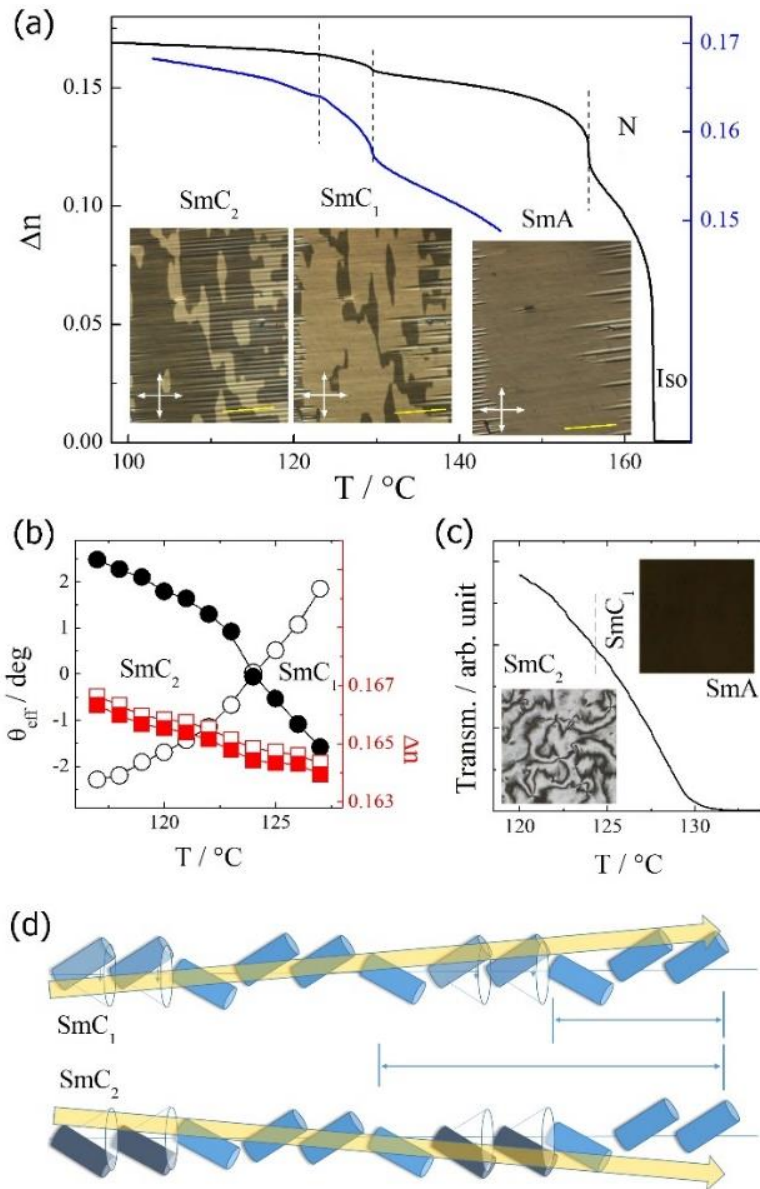 (a)
0.15
0.10
0.05
0.00
Δn
0.17
0.16
0.15
N
SmC2
SmC1
SmA
Iso
100
120
140
160
T / °C
(b)
2
1
0
-1
-2
θeff / deg
SmC2
SmC1
0.167
0.165
0.163
Δn
120
125
T / °C
(c)
Transm. / arb. unit
SmC2
SmC1
SmA
120
125
130
T / °C
(d)
SmC1
SmC2